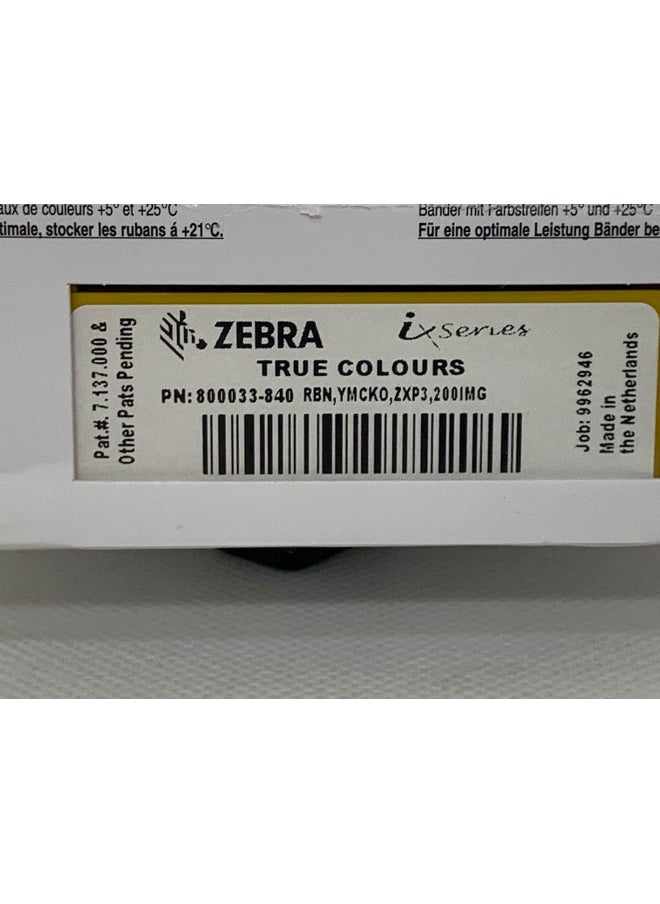 aux de couleurs +5° et +25°C
timale, stocker les rubans á +21°C.
Bänder mit Farbstreifen +5° und +25°C
Für eine optimale Leistung Bänder be
Pat.#. 7.137.000 &
Other Pats Pending
ZEBRA
ix series
TRUE COLOURS
PN: 800033-840 RBN,YMCKO,ZXP3,200IMG
Job: 9962946
Made in
the Netherlands